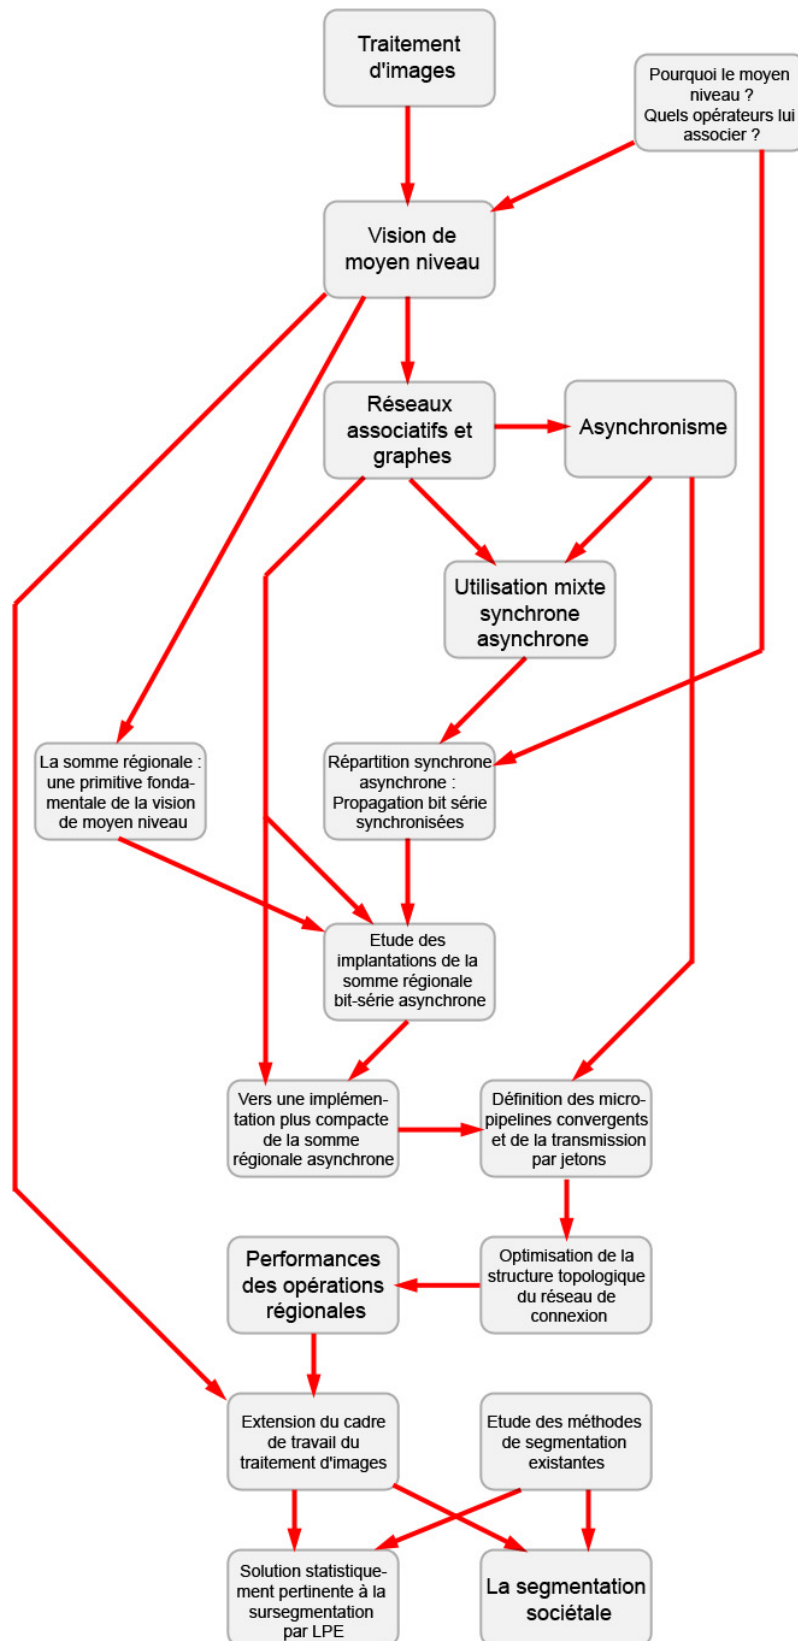 Traitement
d'images
Pourquoi le moyen
niveau ?
Quels opérateurs lui
associer ?
Vision de
moyen niveau
Réseaux
associatifs et
graphes
Asynchronisme
Utilisation mixte
synchrone
asynchrone
La somme régionale :
une primitive fonda-
mentale de la vision
de moyen niveau
Répartition synchrone
asynchrone :
Propagation bit série
synchronisées
Etude des
implantations de la
somme régionale
bit-série asynchrone
Vers une implémen-
tation plus compacte
de la somme
régionale asynchrone
Définition des micro-
pipelines convergents
et de la transmission
par jetons
Performances
des opérations
régionales
Optimisation de la
structure topologique
du réseau de
connexion
Extension du cadre
de travail du
traitement d'images
Etude des méthodes
de segmentation
existantes
Solution statistique-
ment pertinente à la
sursegmentation
par LPE
La segmentation
sociétale